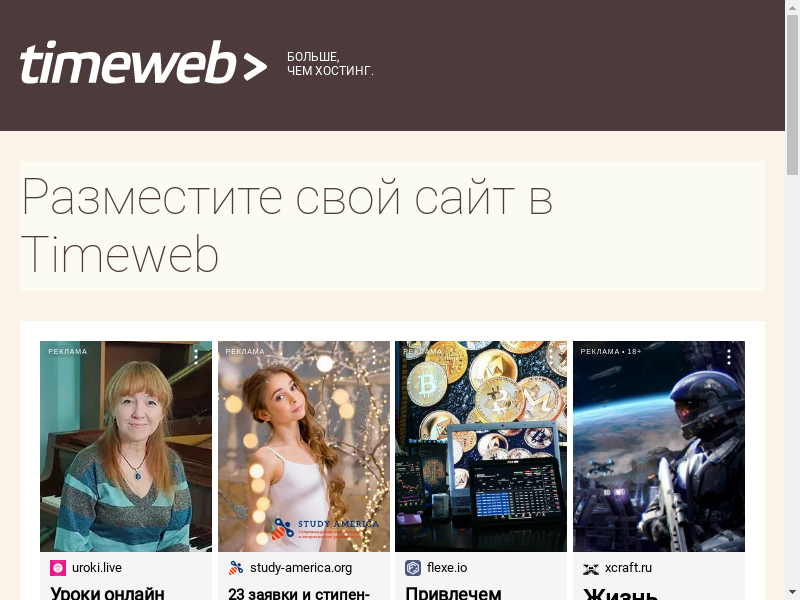 timeweb>
БОЛЬШЕ,
ЧЕМ ХОСТИНГ.
Разместите свой сайт в
Timeweb
РЕКЛАМА
РЕКЛАМА
РЕКЛАМА
РЕКЛАМА • 18+
STUDY AMERICA
uroki.live
study-america.org
flexe.io
xcraft.ru
Уроки онлайн
23 заявки и стипен-
Привлечем
Жизнь